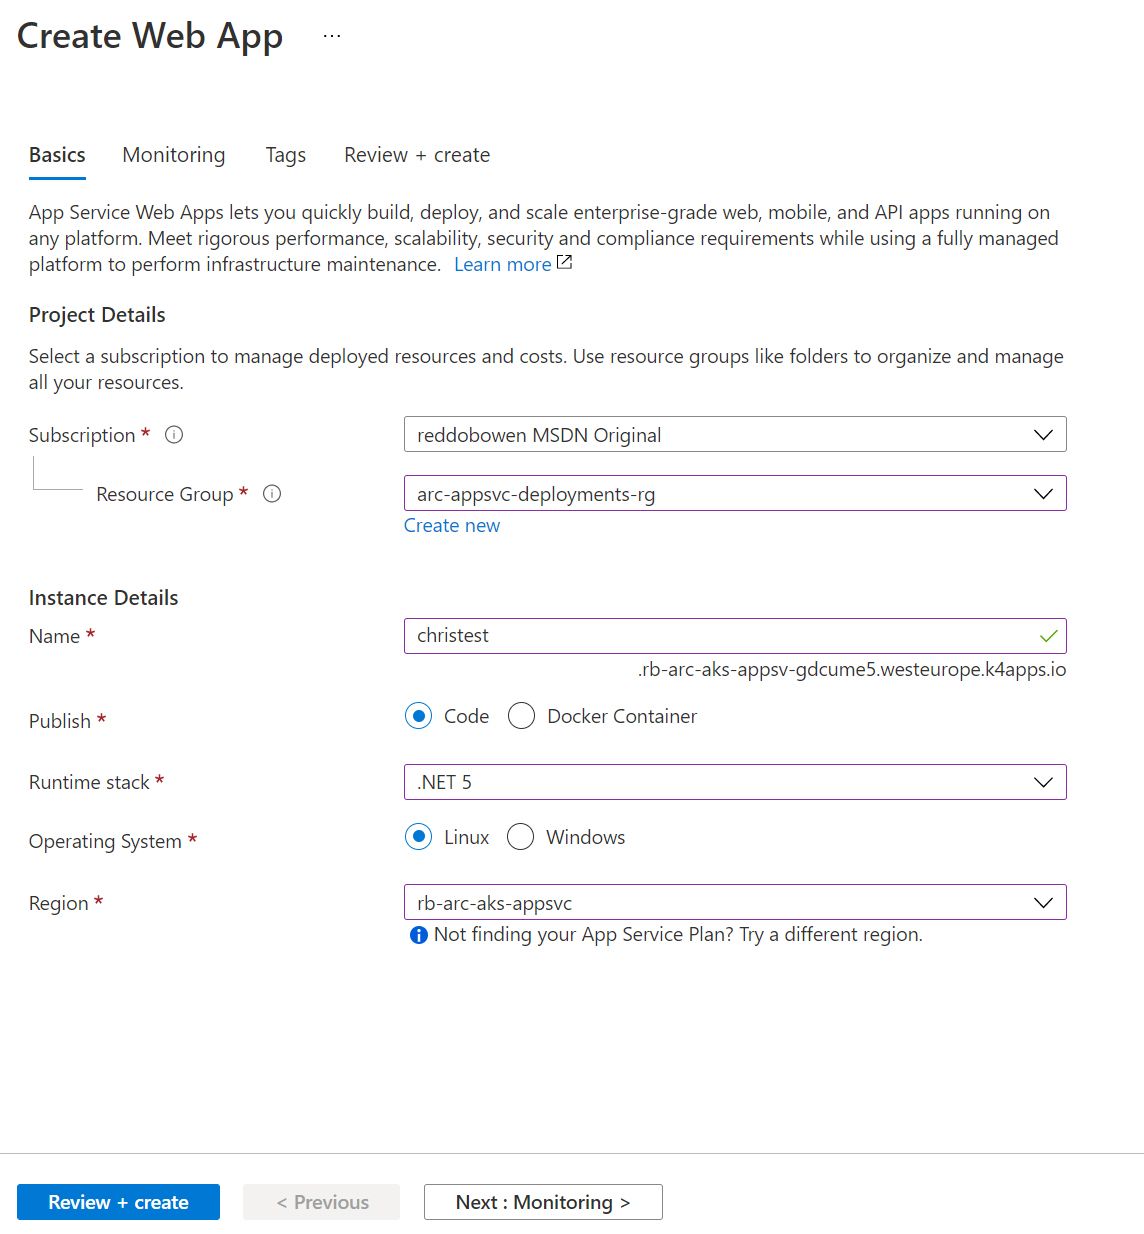 Create Web App ...
Basics Monitoring Tags Review + create
App Service Web Apps lets you quickly build, deploy, and scale enterprise-grade web, mobile, and API apps running on
any platform. Meet rigorous performance, scalability, security and compliance requirements while using a fully managed
platform to perform infrastructure maintenance. Learn more
Project Details
Select a subscription to manage deployed resources and costs. Use resource groups like folders to organize and manage
all your resources.
Subscription * reddobowen MSDN Original
Resource Group * arc-appsvc-deployments-rg
Create new
Instance Details
Name * christest
.rb-arc-aks-appsv-gdcume5.westeurope.k4apps.io
Publish * Code Docker Container
Runtime stack * .NET 5
Operating System * Linux Windows
Region * rb-arc-aks-appsvc
Not finding your App Service Plan? Try a different region.
Review + create < Previous Next : Monitoring >